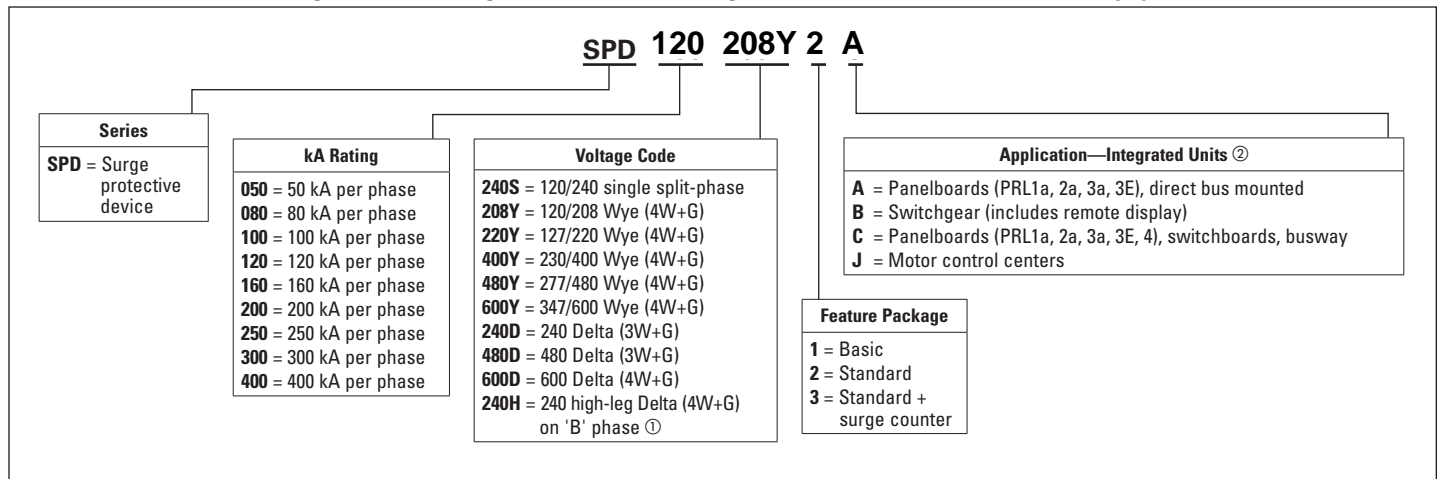 SPD 120 208Y 2 A
Series
SPD = Surge
protective
device
kA Rating
050 = 50 kA per phase
080 = 80 kA per phase
100 = 100 kA per phase
120 = 120 kA per phase
160 = 160 kA per phase
200 = 200 kA per phase
250 = 250 kA per phase
300 = 300 kA per phase
400 = 400 kA per phase
Voltage Code
240S = 120/240 single split-phase
208Y = 120/208 Wye (4W+G)
220Y = 127/220 Wye (4W+G)
400Y = 230/400 Wye (4W+G)
480Y = 277/480 Wye (4W+G)
600Y = 347/600 Wye (4W+G)
240D = 240 Delta (3W+G)
480D = 480 Delta (3W+G)
600D = 600 Delta (4W+G)
240H = 240 high-leg Delta (4W+G)
on 'B' phase ①
Feature Package
1 = Basic
2 = Standard
3 = Standard +
surge counter
Application—Integrated Units ②
A = Panelboards (PRL1a, 2a, 3a, 3E), direct bus mounted
B = Switchgear (includes remote display)
C = Panelboards (PRL1a, 2a, 3a, 3E, 4), switchboards, busway
J = Motor control centers